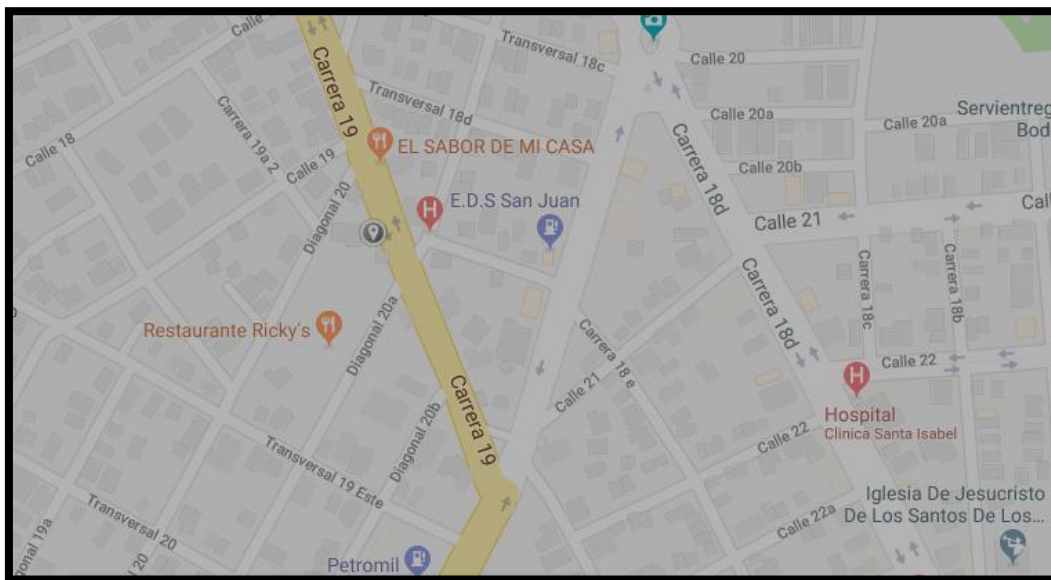 Calle 18
Carrera 19
Transversal 18c
Calle 20
Transversal 18d
Calle 20a
Calle 20a
Servientreg
Bod
Carrera 19a 2
Calle 19
EL SABOR DE MI CASA
Carrera 18d
Calle 20b
Diagonal 20
H
E.D.S San Juan
Calle 21
Call
Restaurante Ricky's
Diagonal 20a
Carrera 18d
Carrera 18c
Carrera 18b
Carrera 18 e
Calle 21
Calle 22
H
Carrera 19
Diagonal 20b
Hospital
Clinica Santa Isabel
Calle 22
Transversal 19 Este
Transversal 20
Calle 22a
Iglesia De Jesucristo
De Los Santos De Los...
Petromil